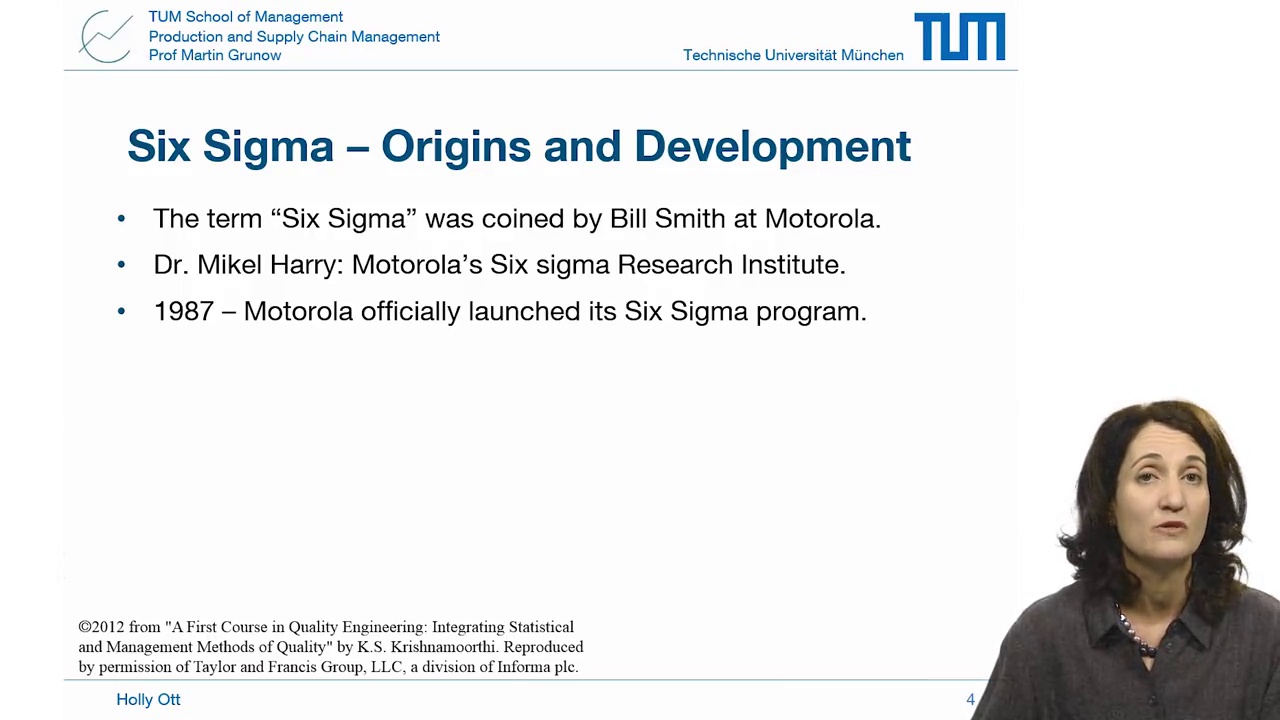 TUM School of Management
Production and Supply Chain Management
Prof Martin Grunow
Technische Universität München
TUM
Six Sigma – Origins and Development
• The term “Six Sigma” was coined by Bill Smith at Motorola.
• Dr. Mikel Harry: Motorola’s Six sigma Research Institute.
• 1987 – Motorola officially launched its Six Sigma program.
©2012 from "A First Course in Quality Engineering: Integrating Statistical
and Management Methods of Quality" by K.S. Krishnamoorthi. Reproduced
by permission of Taylor and Francis Group, LLC, a division of Informa plc.
Holly Ott
4